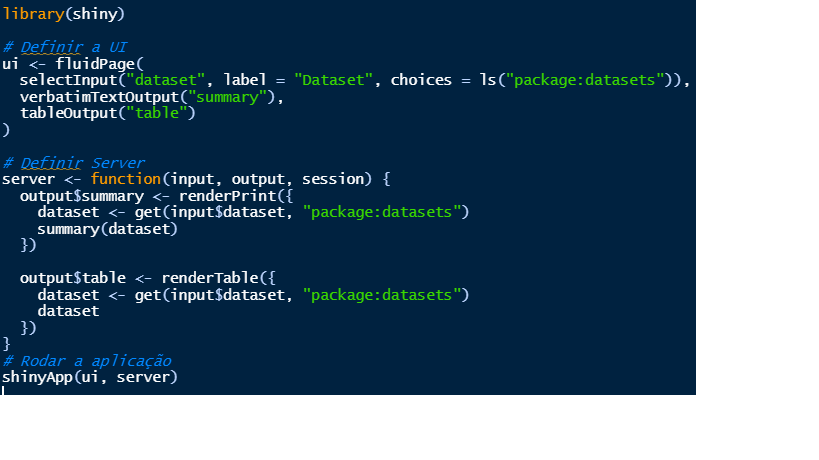 library(shiny)
# Definir a UI
ui <- fluidPage(
  selectInput("dataset", label = "Dataset", choices = ls("package:datasets")),
  verbatimTextOutput("summary"),
  tableOutput("table")
)
# Definir Server
server <- function(input, output, session) {
  output$summary <- renderPrint({
    dataset <- get(input$dataset, "package:datasets")
    summary(dataset)
  })
  output$table <- renderTable({
    dataset <- get(input$dataset, "package:datasets")
    dataset
  })
}
# Rodar a aplicação
shinyApp(ui, server)